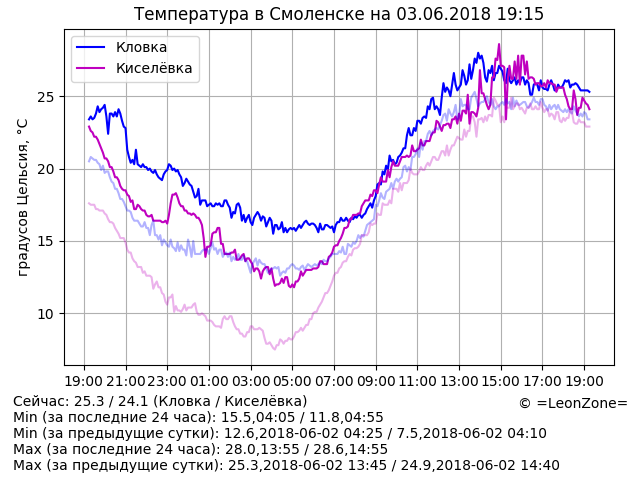 Температура в Смоленске на 03.06.2018 19:15
Кловка
Киселёвка
градусов Цельсия, °C
25
20
15
10
19:00 21:00 23:00 01:00 03:00 05:00 07:00 09:00 11:00 13:00 15:00 17:00 19:00
Сейчас: 25.3 / 24.1 (Кловка / Киселёвка)
© =LeonZone=
Min (за последние 24 часа): 15.5,04:05 / 11.8,04:55
Min (за предыдущие сутки): 12.6,2018-06-02 04:25 / 7.5,2018-06-02 04:10
Max (за последние 24 часа): 28.0,13:55 / 28.6,14:55
Max (за предыдущие сутки): 25.3,2018-06-02 13:45 / 24.9,2018-06-02 14:40